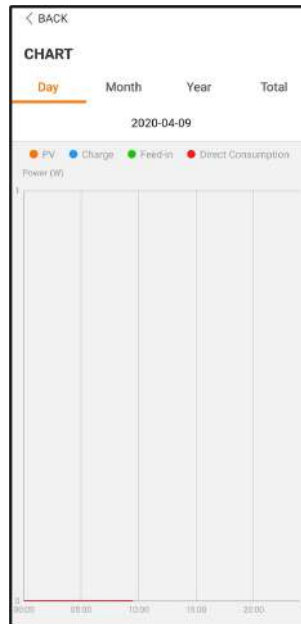 < BACK
CHART
Day Month Year Total
2020-04-09
PV Charge Feed-in Direct Consumption
Power (W)
1
0
00:00 05:00 10:00 15:00 20:00